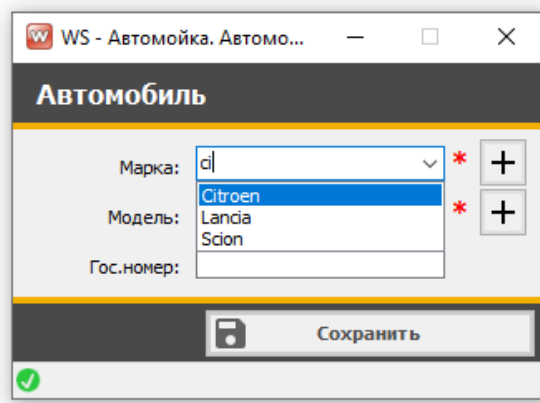 WS - Автомойка. Автомо...
Автомобиль
Марка: ci * +
Citroen
Модель: Lancia * +
Scion
Гос.номер:
Сохранить